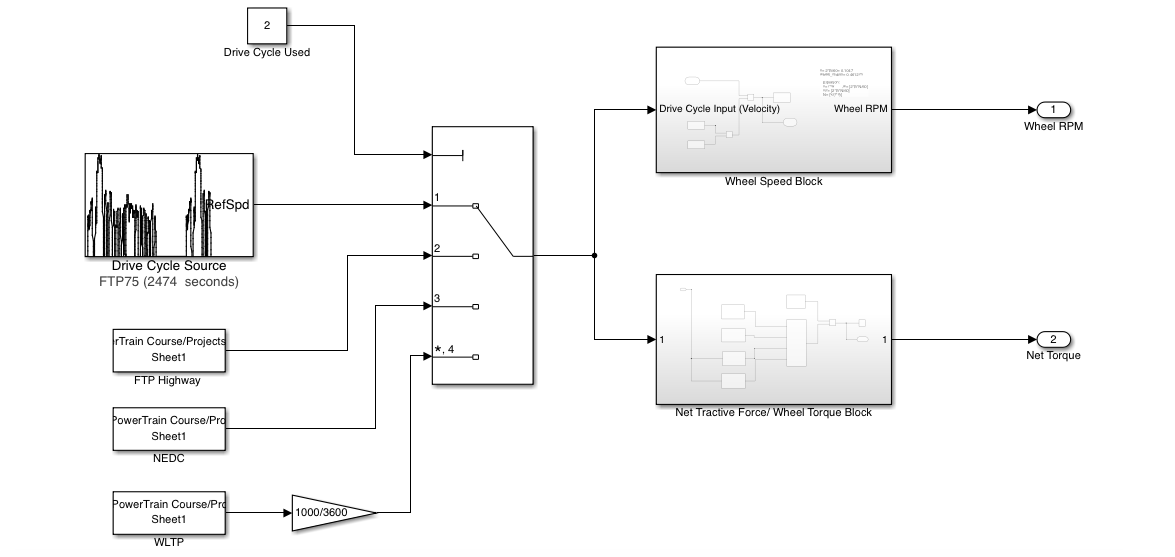 2
Drive Cycle Used
RefSpd
Drive Cycle Source
FTP75 (2474 seconds)
rTrain Course/Projects
Sheet1
FTP Highway
PowerTrain Course/Pro
Sheet1
NEDC
PowerTrain Course/Pro
Sheet1
WLTP
1000/3600
1
2
3
*, 4
Drive Cycle Input (Velocity)
Wheel RPM
Wheel Speed Block
1
Wheel RPM
1
1
Net Tractive Force/ Wheel Torque Block
2
Net Torque